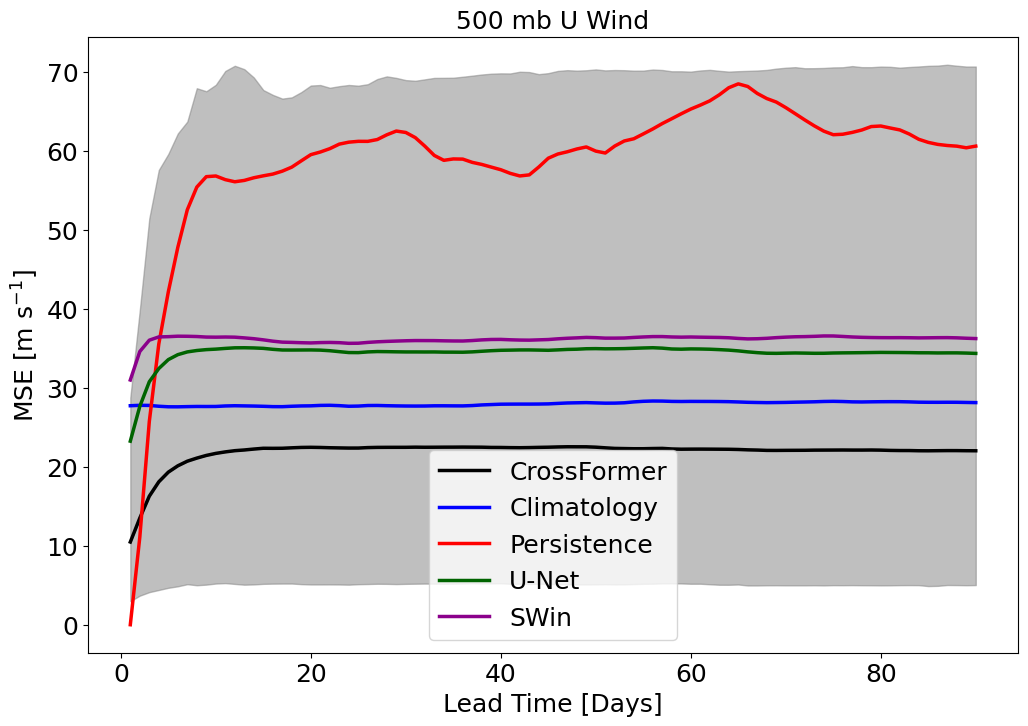 500 mb U Wind
MSE [m s⁻¹]
70
60
50
40
30
20
10
0
0 20 40 60 80
Lead Time [Days]
CrossFormer
Climatology
Persistence
U-Net
SWin